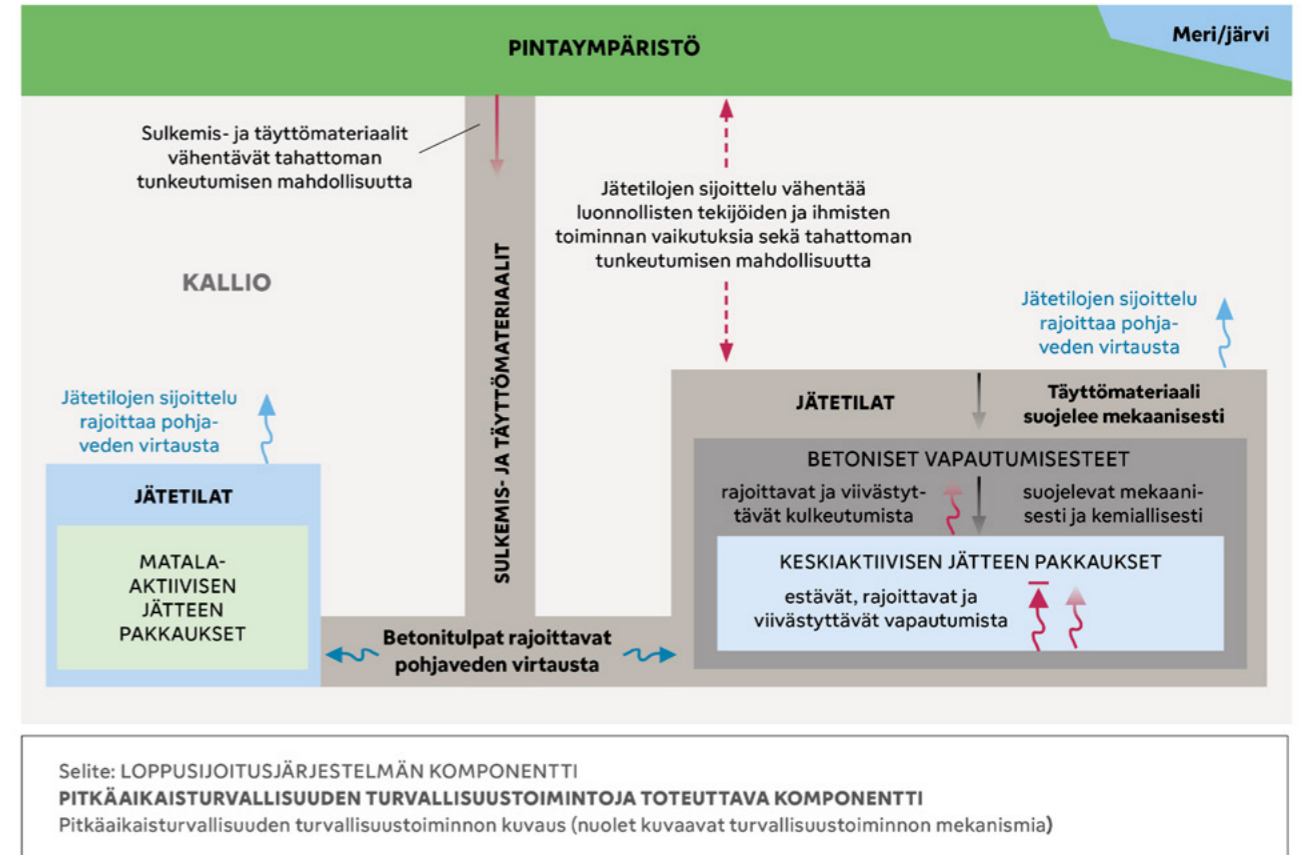 PINTAYMPÄRISTÖ
Meri/järvi
Sulkemis- ja täyttömateriaalit
vähentävät tahattoman
tunkeutumisen mahdollisuutta
Jätetilojen sijoittelu vähentää
luonnollisten tekijöiden ja ihmisten
toiminnan vaikutuksia sekä tahattoman
tunkeutumisen mahdollisuutta
KALLIO
SULKEMIS- JA TÄYTTÖMATERIAALIT
Jätetilojen sijoittelu
rajoittaa pohja-
veden virtausta
Jätetilojen sijoittelu
rajoittaa pohja-
veden virtausta
JÄTETILAT
MATALA-
AKTIIVISEN
JÄTTEEN
PAKKAUKSET
Betonitulpat rajoittavat
pohjaveden virtausta
JÄTETILAT
Täyttömateriaali
suojelee mekaanisesti
BETONISET VAPAUTUMISESTEET
rajoittavat ja viivästyt-
tävät kulkeutumista
suojelevat mekaani-
sesti ja kemiallisesti
KESKIAKTIIVISEN JÄTTEEN PAKKAUKSET
estävät, rajoittavat ja
viivästyttävät vapautumista
Selite: LOPPUSIJOITUSJÄRJESTELMÄN KOMPONENTTI
PITKÄAIKAISTURVALLISUUDEN TURVALLISUUSTOIMINTOJA TOTEUTTAVA KOMPONENTTI
Pitkäaikaisturvallisuuden turvallisuustoiminnon kuvaus (nuolet kuvaavat turvallisuustoiminnon mekanismia)